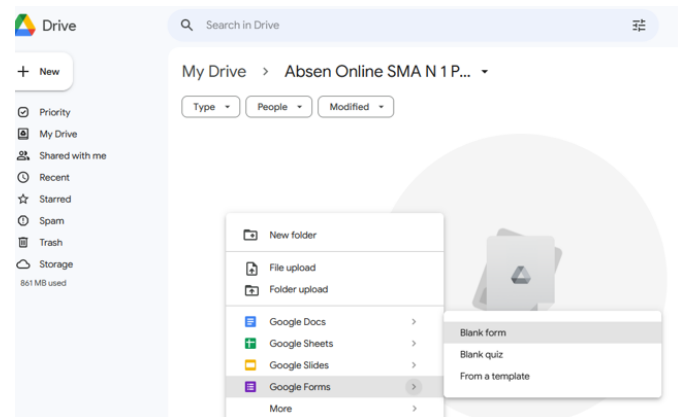 Drive
Search in Drive
New
Priority
My Drive
Shared with me
Recent
Starred
Spam
Trash
Storage
861 MB used
My Drive > Absen Online SMA N 1 P...
Type People Modified
New folder
File upload
Folder upload
Google Docs
Google Sheets
Google Slides
Google Forms
More
Blank form
Blank quiz
From a template